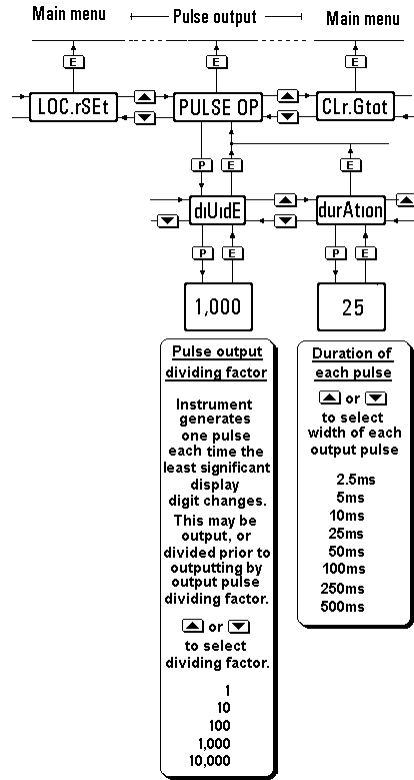 Main menu
Pulse output
Main menu
E
E
E
LOC.rSEt
PULSE OP
CLr.Gtot
P
E
E
dıUıdE
durAtıon
P
E
P
E
1,000
25
Pulse output
dividing factor
Instrument
generates
one pulse
each time the
least significant
display
digit changes.
This may be
output, or
divided prior to
outputting by
output pulse
dividing factor.
or
to select
dividing factor.
1
10
100
1,000
10,000
Duration of
each pulse
or
to select
width of each
output pulse
2.5ms
5ms
10ms
25ms
50ms
100ms
250ms
500ms